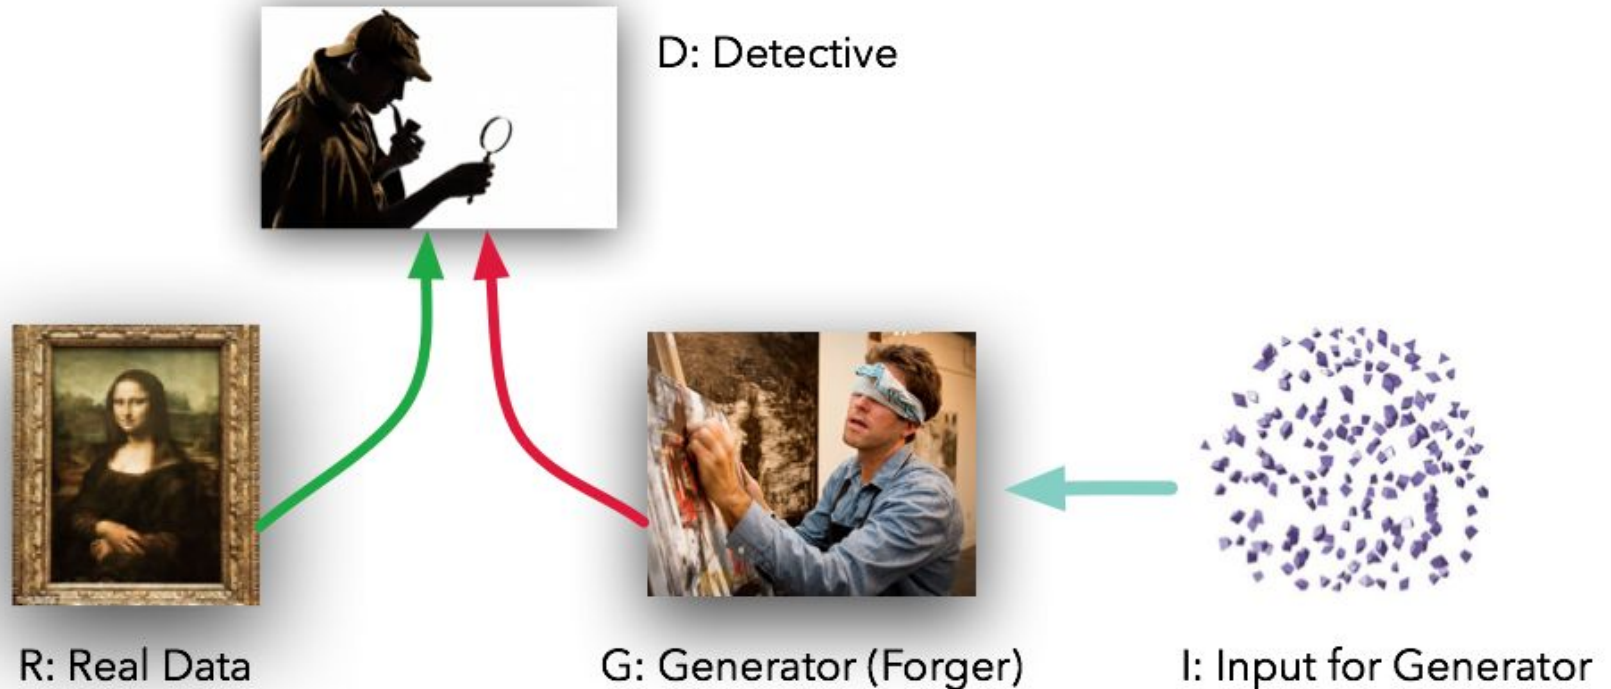 D: Detective
R: Real Data
G: Generator (Forger)
I: Input for Generator